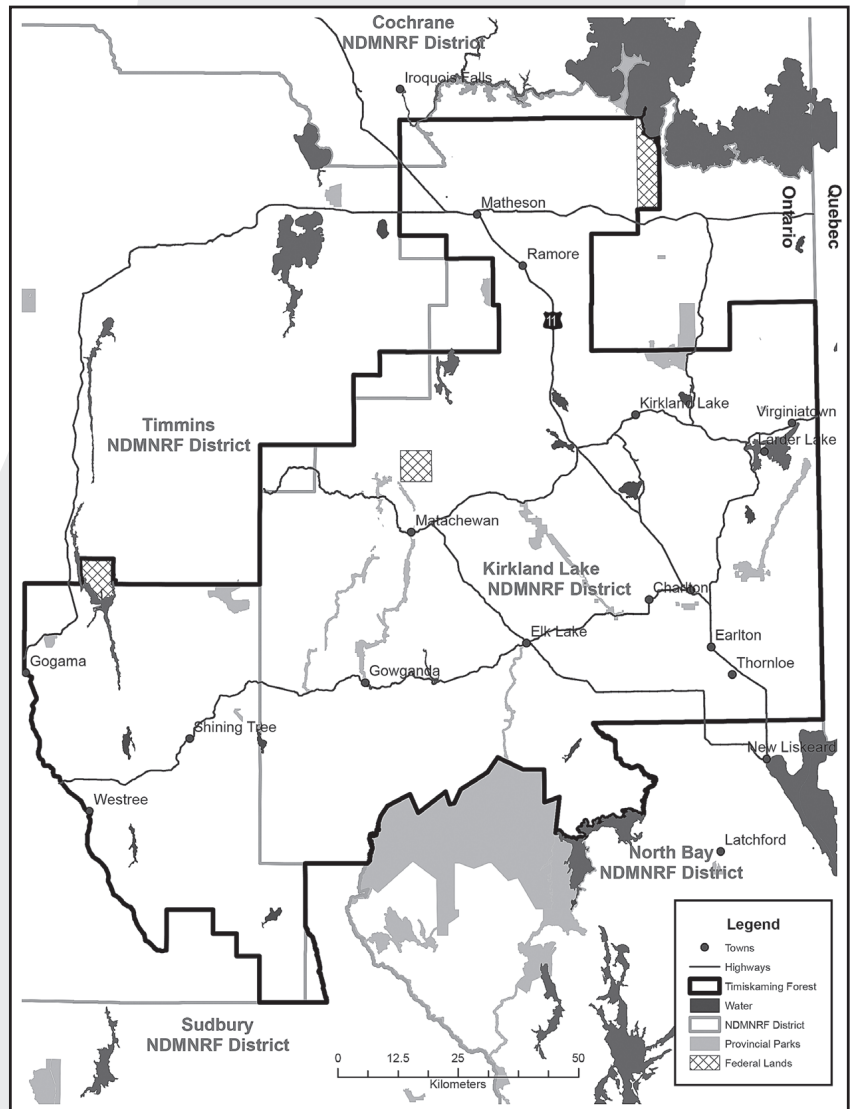 Cochrane
NDMNRF District
Iroquois Falls
Matheson
Ontario
Quebec
Ramore
11
Kirkland Lake
Virginiatown
Larder Lake
Timmins
NDMNRF District
Matachewan
Kirkland Lake
NDMNRF District
Charlton
Elk Lake
Earlton
Thornloe
Gogama
Gowganda
Shining Tree
New Liskeard
Westree
Latchford
North Bay
NDMNRF District
Sudbury
NDMNRF District
0 12.5 25 50
Kilometers
Legend
Towns
Highways
Timiskaming Forest
Water
NDMNRF District
Provincial Parks
Federal Lands